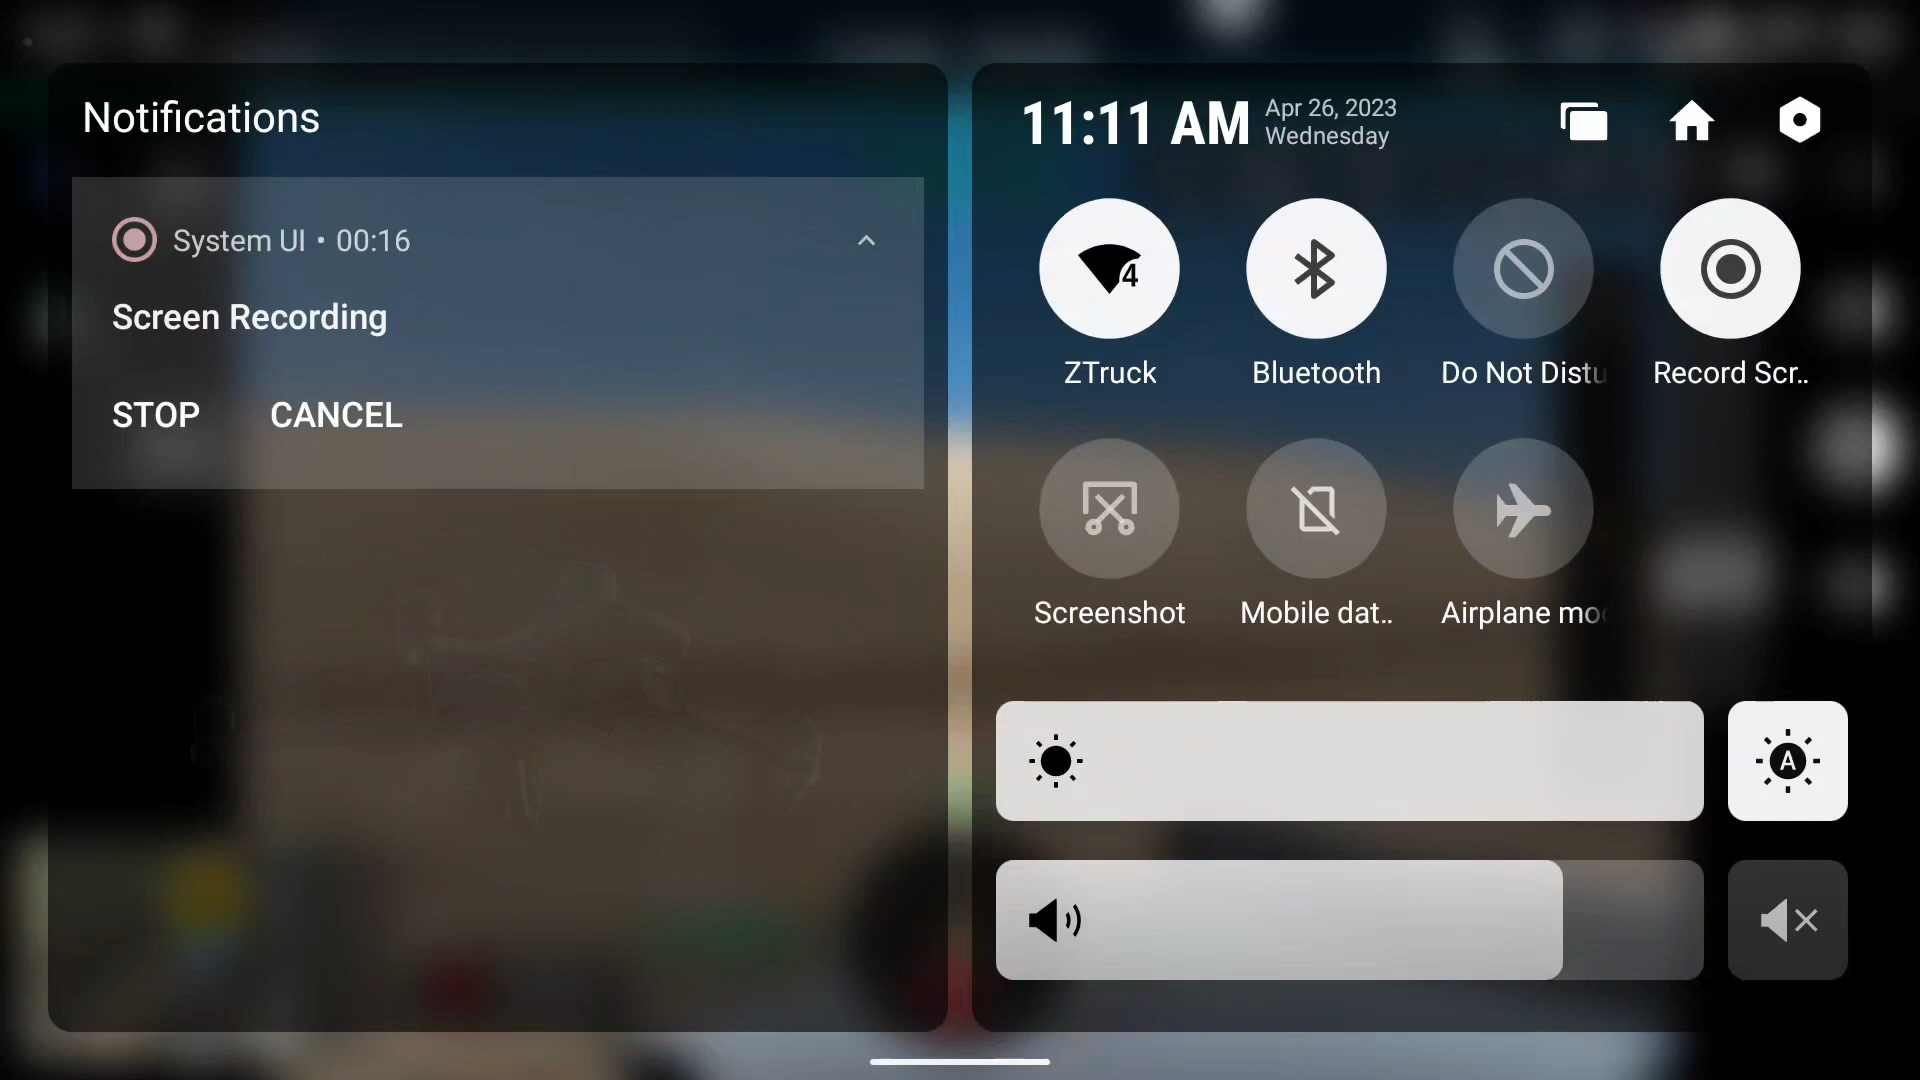 Notifications
System UI • 00:16
Screen Recording
STOP CANCEL
11:11 AM
Apr 26, 2023
Wednesday
4
ZTruck
Bluetooth
Do Not Distu
Record Scr..
Screenshot
Mobile dat..
Airplane mo
A